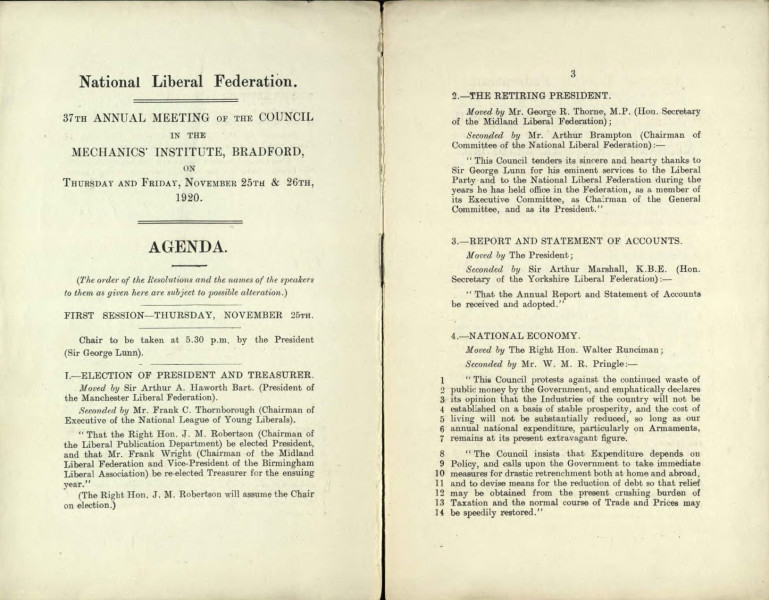 National Liberal Federation.
37TH ANNUAL MEETING OF THE COUNCIL
IN THE
MECHANICS' INSTITUTE, BRADFORD,
ON
THURSDAY AND FRIDAY, NOVEMBER 25TH & 26TH,
1920.
AGENDA.
(The order of the Resolutions and the names of the speakers
to them as given here are subject to possible alteration.)
FIRST SESSION—THURSDAY, NOVEMBER 25TH.
Chair to be taken at 5.30 p.m. by the President
(Sir George Lunn).
I.—ELECTION OF PRESIDENT AND TREASURER.
Moved by Sir Arthur A. Haworth Bart. (President of
the Manchester Liberal Federation).
Seconded by Mr. Frank C. Thornborough (Chairman of
Executive of the National League of Young Liberals).
"That the Right Hon. J. M. Robertson (Chairman of
the Liberal Publication Department) be elected President,
and that Mr. Frank Wright (Chairman of the Midland
Liberal Federation and Vice-President of the Birmingham
Liberal Association) be re-elected Treasurer for the ensuing
year."
(The Right Hon. J. M. Robertson will assume the Chair
on election.)
3
2.—THE RETIRING PRESIDENT.
Moved by Mr. George R. Thorne, M.P. (Hon. Secretary
of the Midland Liberal Federation);
Seconded by Mr. Arthur Brampton (Chairman of
Committee of the National Liberal Federation):—
"This Council tenders its sincere and hearty thanks to
Sir George Lunn for his eminent services to the Liberal
Party and to the National Liberal Federation during the
years he has held office in the Federation, as a member of
its Executive Committee, as Chairman of the General
Committee, and as its President."
3.—REPORT AND STATEMENT OF ACCOUNTS.
Moved by The President;
Seconded by Sir Arthur Marshall, K.B.E. (Hon.
Secretary of the Yorkshire Liberal Federation):—
"That the Annual Report and Statement of Accounts
be received and adopted."
4.—NATIONAL ECONOMY.
Moved by The Right Hon. Walter Runciman;
Seconded by Mr. W. M. R. Pringle:—
1 "This Council protests against the continued waste of
2 public money by the Government, and emphatically declares
3 its opinion that the Industries of the country will not be
4 established on a basis of stable prosperity, and the cost of
5 living will not be substantially reduced, so long as our
6 annual national expenditure, particularly on Armaments,
7 remains at its present extravagant figure.
8 "The Council insists that Expenditure depends on
9 Policy, and calls upon the Government to take immediate
10 measures for drastic retrenchment both at home and abroad,
11 and to devise means for the reduction of debt so that relief
12 may be obtained from the present crushing burden of
13 Taxation and the normal course of Trade and Prices may
14 be speedily restored."